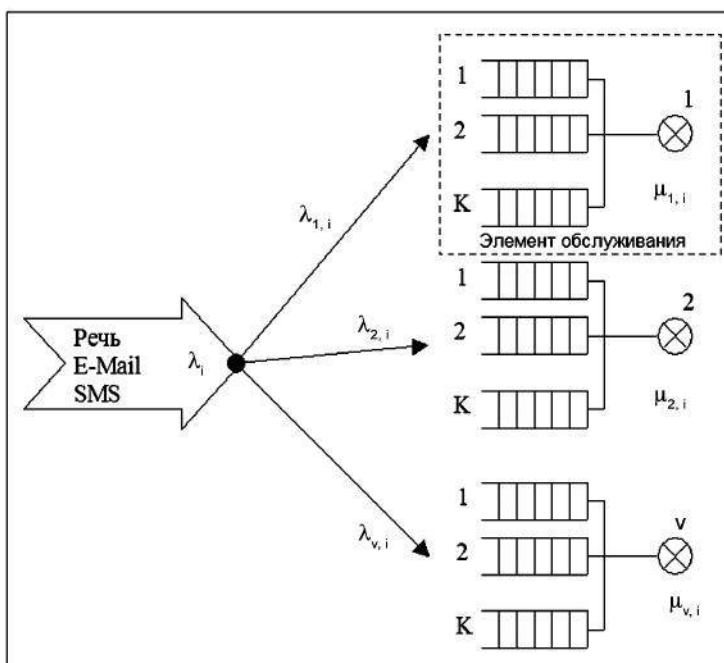 1
1
2
K
μ1, i
Элемент обслуживания
λ1, i
1
2
2
K
μ2, i
λ2, i
Речь
E-Mail
SMS
λi
λv, i
1
2
K
v
μv, i